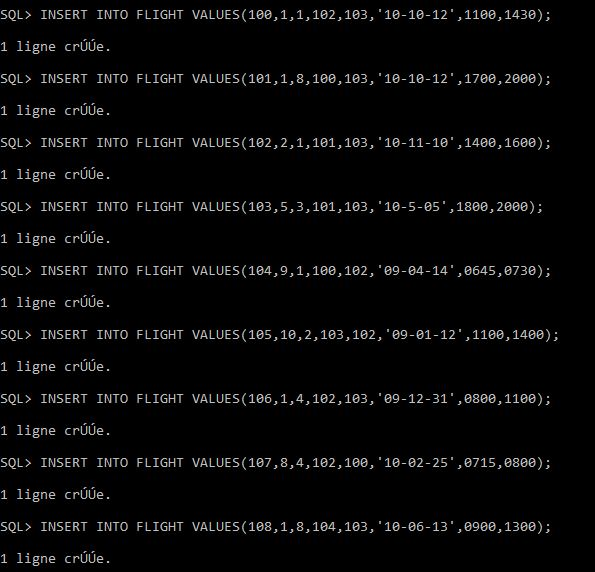 SQL> INSERT INTO FLIGHT VALUES(100,1,1,102,103,'10-10-12',1100,1430);
1 ligne crÚÚe.
SQL> INSERT INTO FLIGHT VALUES(101,1,8,100,103,'10-10-12',1700,2000);
1 ligne crÚÚe.
SQL> INSERT INTO FLIGHT VALUES(102,2,1,101,103,'10-11-10',1400,1600);
1 ligne crÚÚe.
SQL> INSERT INTO FLIGHT VALUES(103,5,3,101,103,'10-5-05',1800,2000);
1 ligne crÚÚe.
SQL> INSERT INTO FLIGHT VALUES(104,9,1,100,102,'09-04-14',0645,0730);
1 ligne crÚÚe.
SQL> INSERT INTO FLIGHT VALUES(105,10,2,103,102,'09-01-12',1100,1400);
1 ligne crÚÚe.
SQL> INSERT INTO FLIGHT VALUES(106,1,4,102,103,'09-12-31',0800,1100);
1 ligne crÚÚe.
SQL> INSERT INTO FLIGHT VALUES(107,8,4,102,100,'10-02-25',0715,0800);
1 ligne crÚÚe.
SQL> INSERT INTO FLIGHT VALUES(108,1,8,104,103,'10-06-13',0900,1300);
1 ligne crÚÚe.